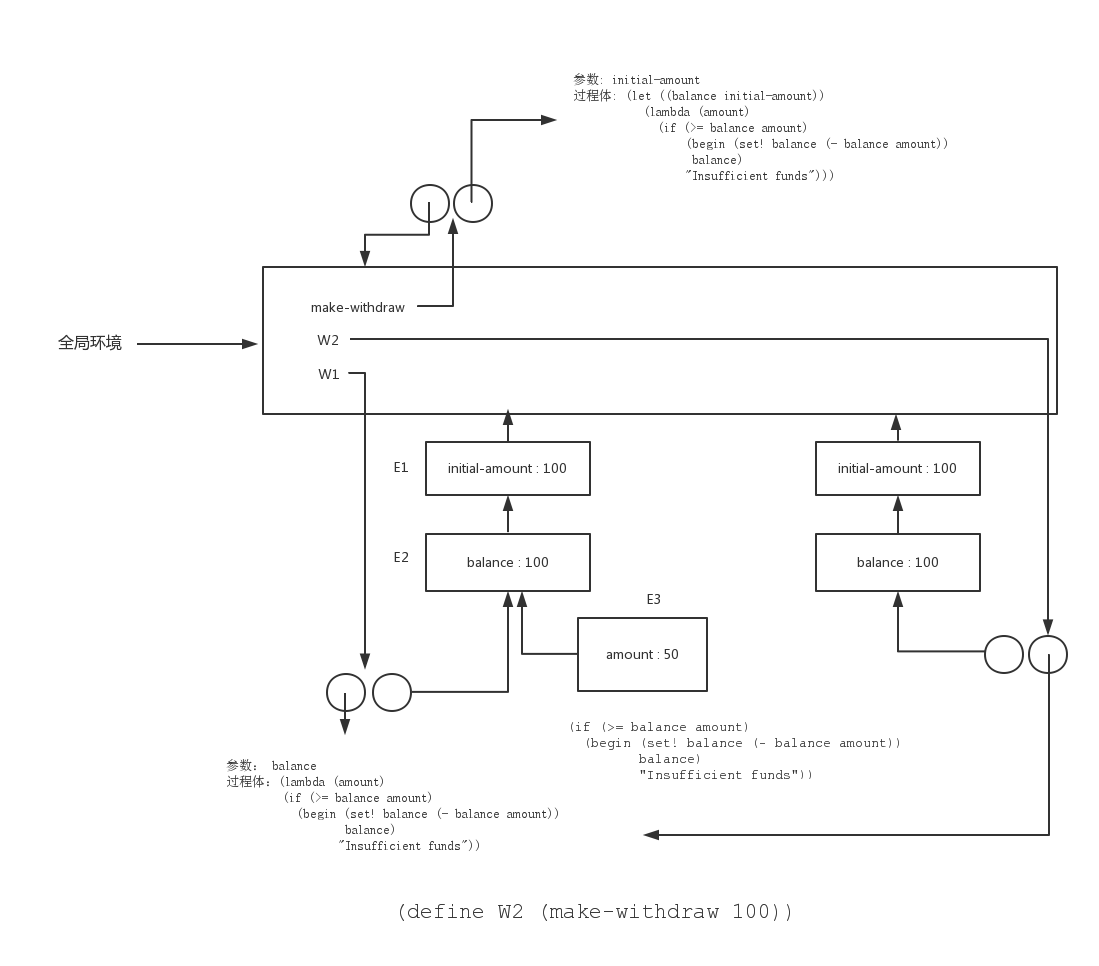 参数: initial-amount
过程体: (let ((balance initial-amount))
(lambda (amount)
(if (>= balance amount)
(begin (set! balance (- balance amount))
balance)
"Insufficient funds")))
make-withdraw
全局环境
W2
W1
E1
initial-amount : 100
initial-amount : 100
E2
balance : 100
balance : 100
E3
amount : 50
(if (>= balance amount)
(begin (set! balance (- balance amount))
balance)
"Insufficient funds"))
参数: balance
过程体: (lambda (amount)
(if (>= balance amount)
(begin (set! balance (- balance amount))
balance)
"Insufficient funds"))
(define W2 (make-withdraw 100))